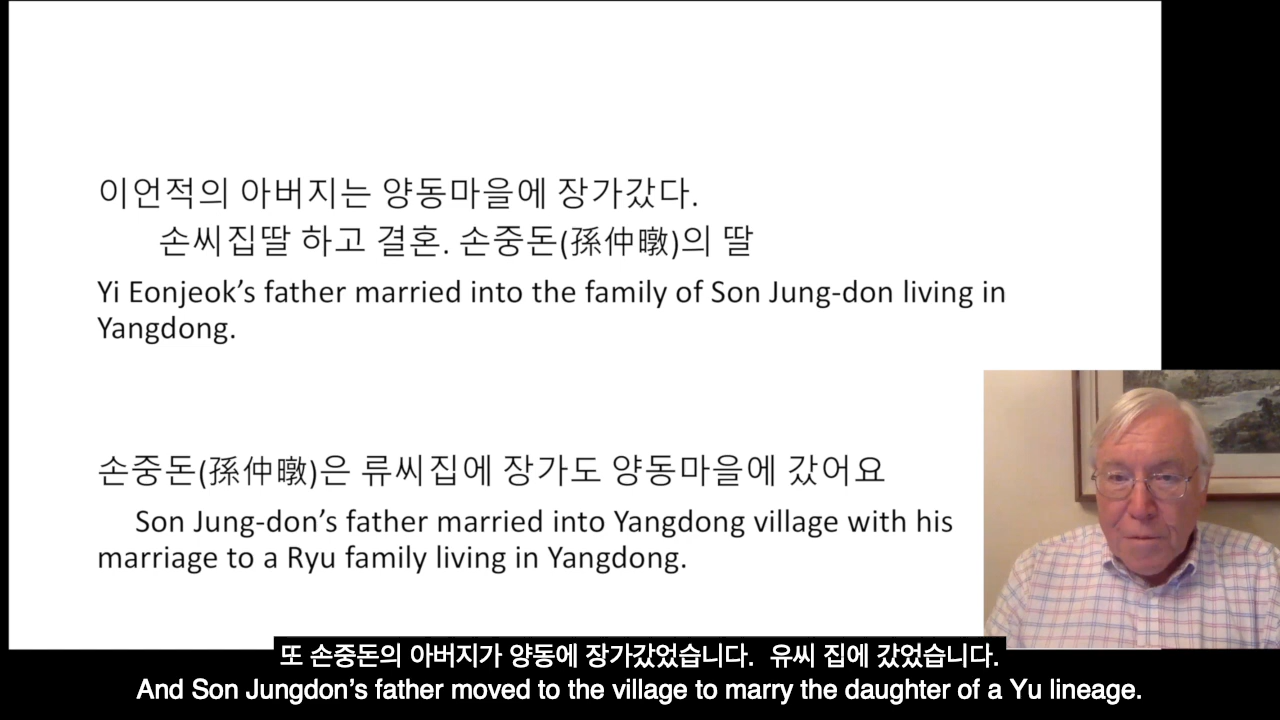 이언적의 아버지는 양동마을에 장가갔다.
손씨집딸 하고 결혼. 손중돈(孫仲暾)의 딸
Yi Eonjeok’s father married into the family of Son Jung-don living in
Yangdong.
손중돈(孫仲暾)은 류씨집에 장가도 양동마을에 갔어요
Son Jung-don’s father married into Yangdong village with his
marriage to a Ryu family living in Yangdong.
또 손중돈의 아버지가 양동에 장가갔었습니다. 유씨 집에 갔었습니다.
And Son Jungdon’s father moved to the village to marry the daughter of a Yu lineage.